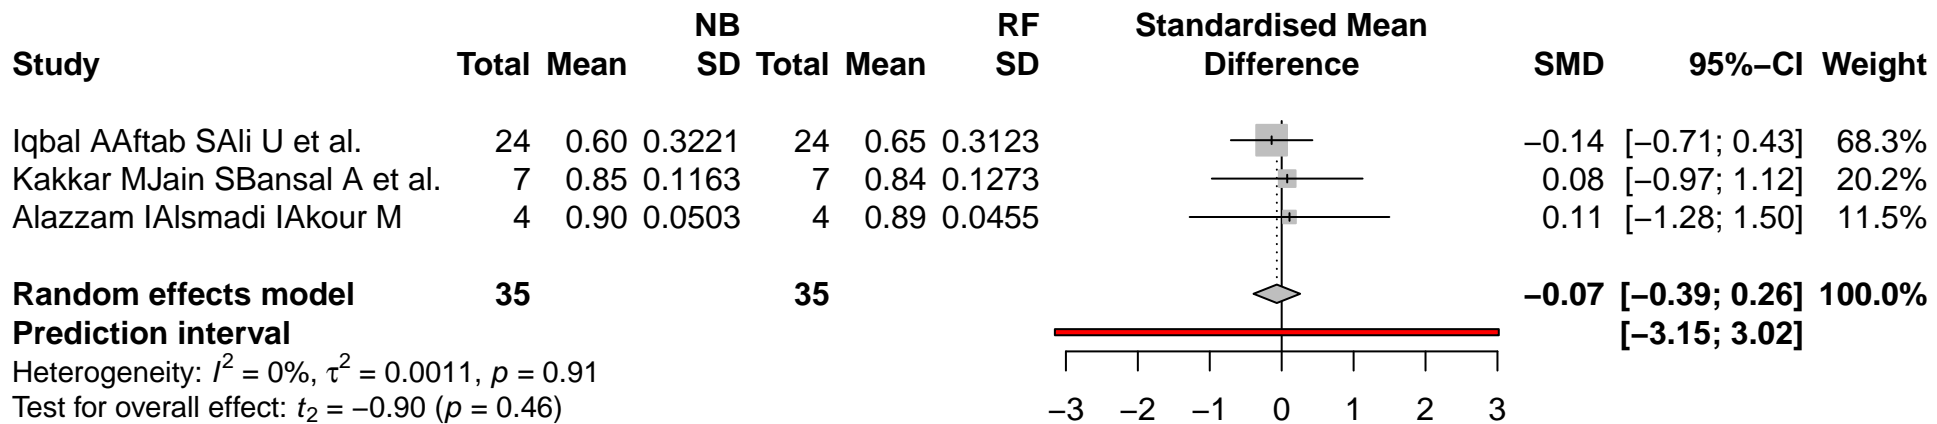 NB RF Standardised Mean
Study Total Mean SD Total Mean SD Difference SMD 95%−CI Weight
Iqbal AAftab SAli U et al. 24 0.60 0.3221 24 0.65 0.3123 −0.14 [−0.71; 0.43] 68.3%
Kakkar MJain SBansal A et al. 7 0.85 0.1163 7 0.84 0.1273 0.08 [−0.97; 1.12] 20.2%
Alazzam IAlsmadi IAkour M 4 0.90 0.0503 4 0.89 0.0455 0.11 [−1.28; 1.50] 11.5%
Random effects model 35 35 −0.07 [−0.39; 0.26] 100.0%
Prediction interval [−3.15; 3.02]
Heterogeneity: I² = 0%, τ² = 0.0011, p = 0.91
Test for overall effect: t₂ = −0.90 (p = 0.46)
−3 −2 −1 0 1 2 3